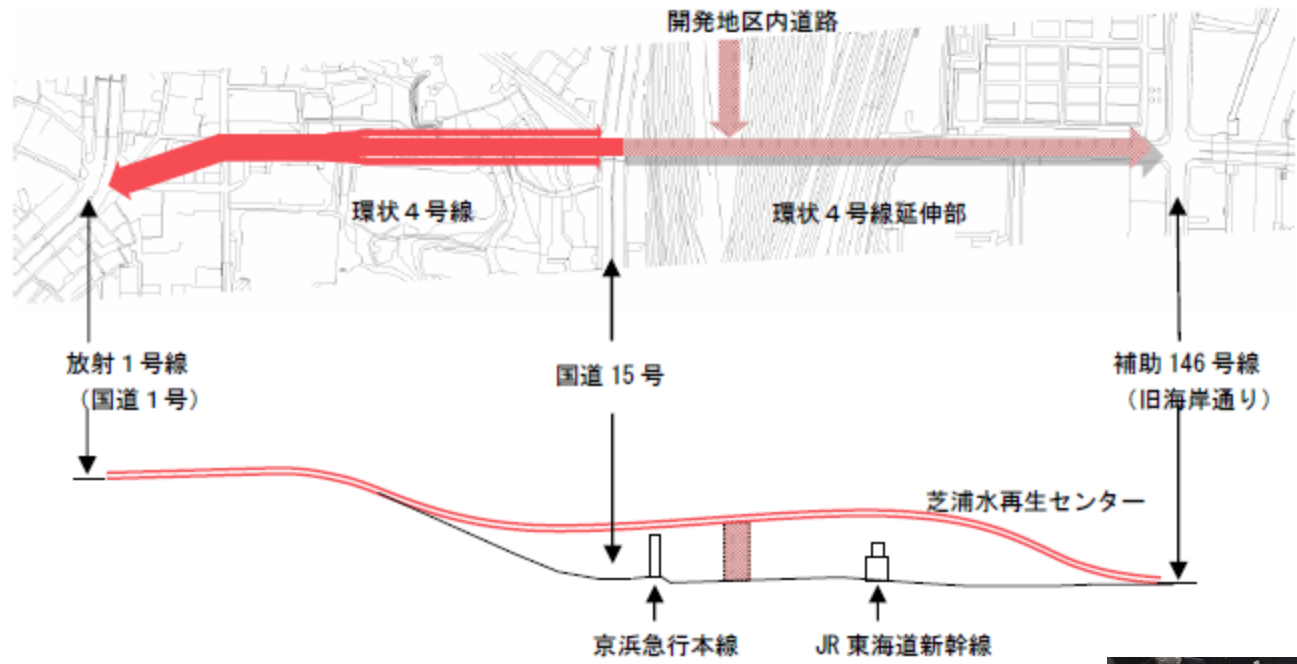 開発地区内道路
環状４号線
環状４号線延伸部
放射１号線
（国道１号）
国道 15 号
補助 146 号線
（旧海岸通り）
芝浦水再生センター
京浜急行本線
JR 東海道新幹線